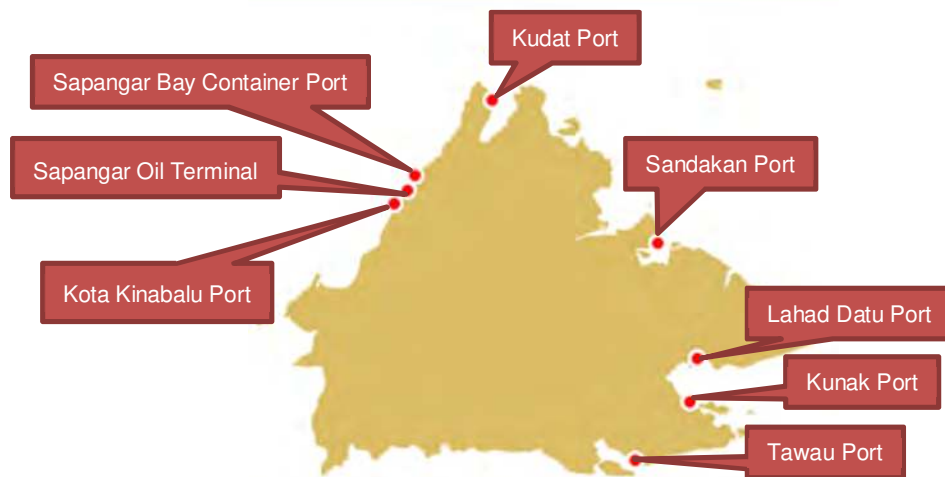 Kudat Port
Sapangar Bay Container Port
Sapangar Oil Terminal
Sandakan Port
Kota Kinabalu Port
Lahad Datu Port
Kunak Port
Tawau Port